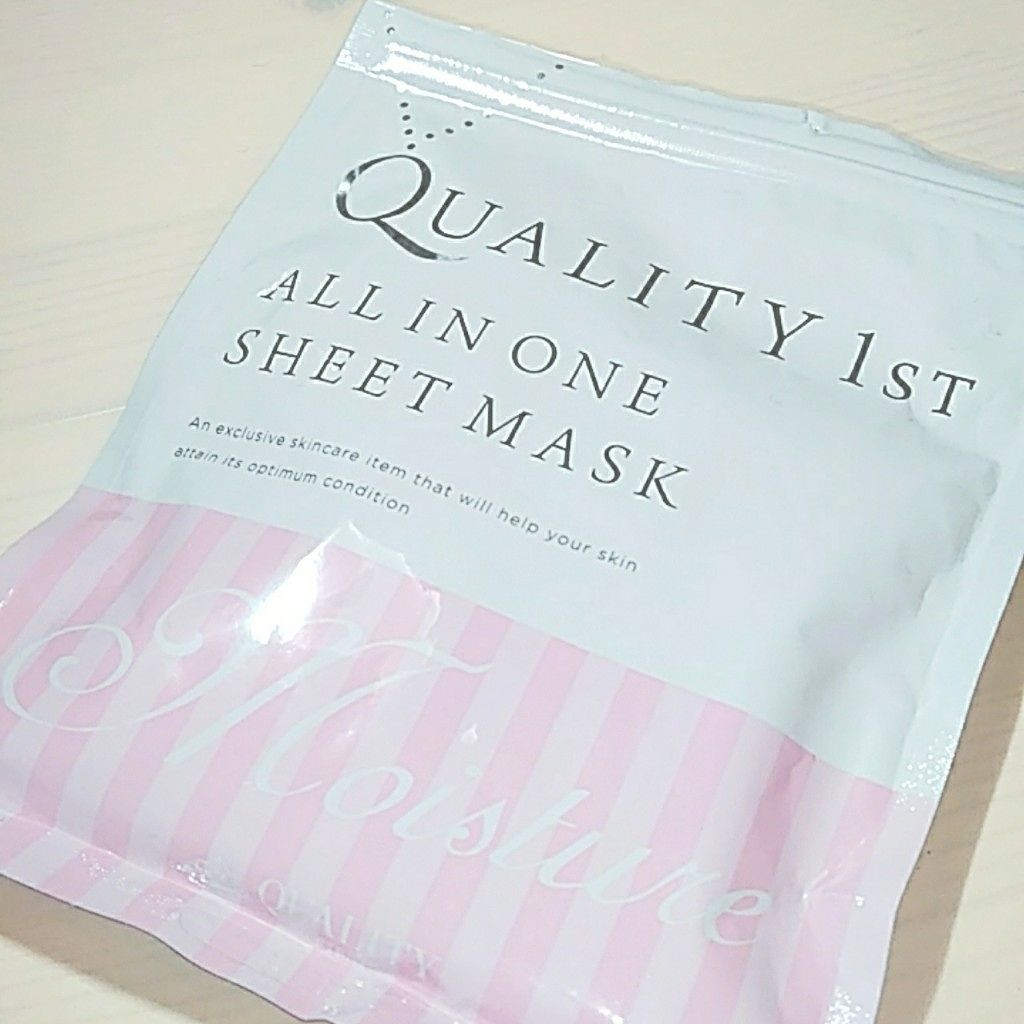 QUALITY 1ST
ALL IN ONE
SHEET MASK
An exclusive skincare item that will help your skin
attain its optimum condition
Moisture
QUALITY